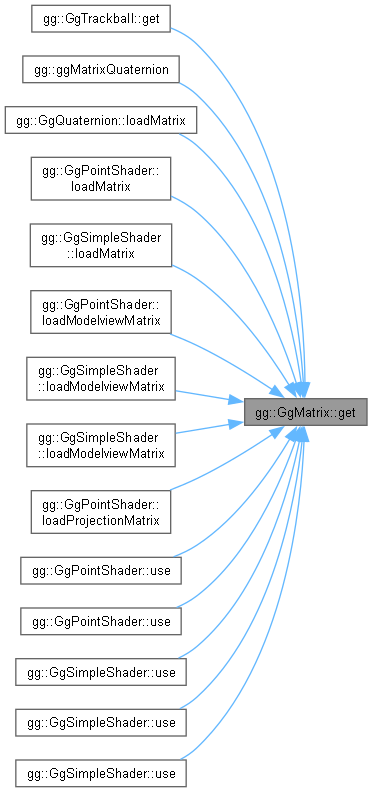 gg::GgTrackball::get
gg::ggMatrixQuaternion
gg::GgQuaternion::loadMatrix
gg::GgPointShader::
loadMatrix
gg::GgSimpleShader
::loadMatrix
gg::GgPointShader::
loadModelviewMatrix
gg::GgSimpleShader
::loadModelviewMatrix
gg::GgMatrix::get
gg::GgSimpleShader
::loadModelviewMatrix
gg::GgPointShader::
loadProjectionMatrix
gg::GgPointShader::use
gg::GgPointShader::use
gg::GgSimpleShader::use
gg::GgSimpleShader::use
gg::GgSimpleShader::use